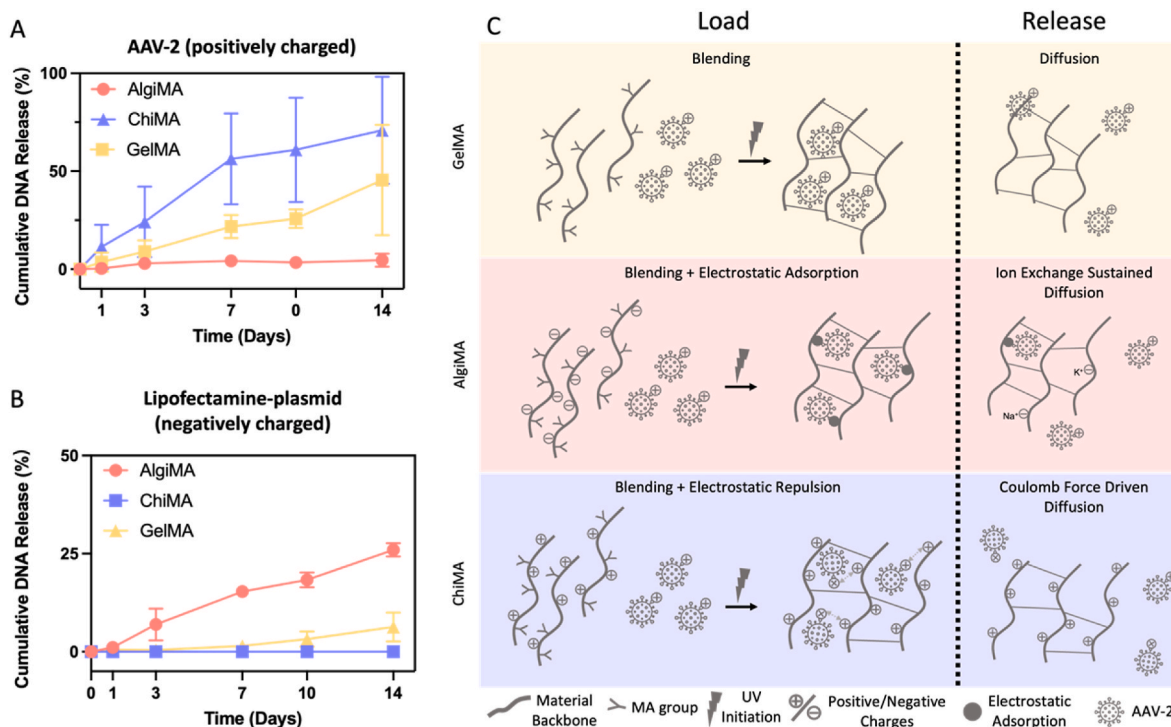 A
AAV-2 (positively charged)
Cumulative DNA Release (%)
100
50
0
AlgiMA
ChiMA
GelMA
1 3 7 0 14
Time (Days)
B
Lipofectamine-plasmid
(negatively charged)
Cumulative DNA Release (%)
50
25
0
AlgiMA
ChiMA
GelMA
0 1 3 7 10 14
Time (Days)
C
Load Release
GelMA
Blending Diffusion
AlgiMA
Blending + Electrostatic Adsorption
Ion Exchange Sustained
Diffusion
K⁺
Na⁺
ChiMA
Blending + Electrostatic Repulsion
Coulomb Force Driven
Diffusion
Material
Backbone
MA group
UV
Initiation
Positive/Negative
Charges
Electrostatic
Adsorption
AAV-2